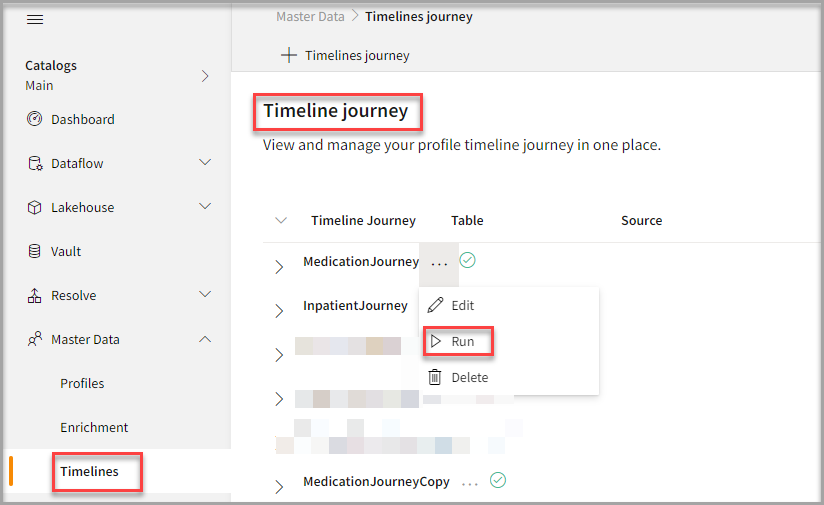 Master Data > Timelines journey
Catalogs
Main
+ Timelines journey
Dashboard
Timeline journey
View and manage your profile timeline journey in one place.
Dataflow
Lakehouse
Timeline Journey Table Source
Vault
MedicationJourney ...
Resolve
InpatientJourney
Edit
Master Data
Run
Profiles
Delete
Enrichment
Timelines
MedicationJourneyCopy ...